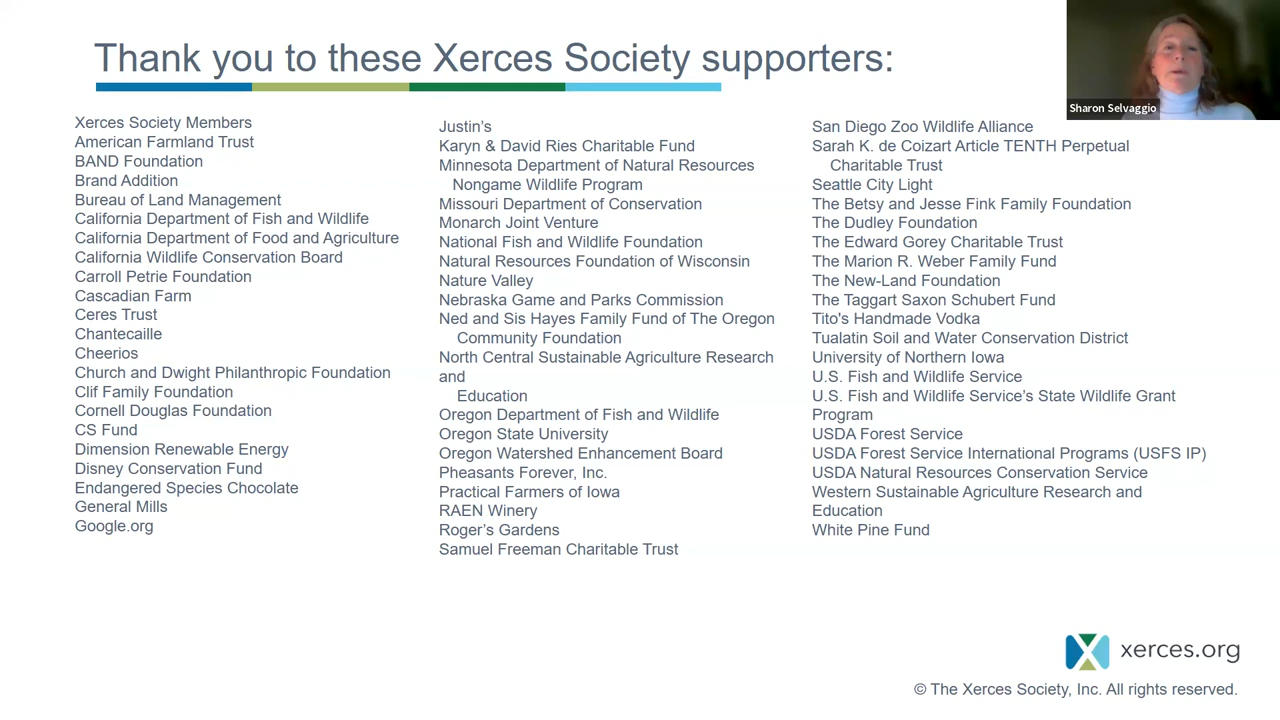 Thank you to these Xerces Society supporters:
Sharon Selvaggio
Xerces Society Members
American Farmland Trust
BAND Foundation
Brand Addition
Bureau of Land Management
California Department of Fish and Wildlife
California Department of Food and Agriculture
California Wildlife Conservation Board
Carroll Petrie Foundation
Cascadian Farm
Ceres Trust
Chantecaille
Cheerios
Church and Dwight Philanthropic Foundation
Clif Family Foundation
Cornell Douglas Foundation
CS Fund
Dimension Renewable Energy
Disney Conservation Fund
Endangered Species Chocolate
General Mills
Google.org
Justin's
Karyn & David Ries Charitable Fund
Minnesota Department of Natural Resources
Nongame Wildlife Program
Missouri Department of Conservation
Monarch Joint Venture
National Fish and Wildlife Foundation
Natural Resources Foundation of Wisconsin
Nature Valley
Nebraska Game and Parks Commission
Ned and Sis Hayes Family Fund of The Oregon
Community Foundation
North Central Sustainable Agriculture Research
and
Education
Oregon Department of Fish and Wildlife
Oregon State University
Oregon Watershed Enhancement Board
Pheasants Forever, Inc.
Practical Farmers of Iowa
RAEN Winery
Roger's Gardens
Samuel Freeman Charitable Trust
San Diego Zoo Wildlife Alliance
Sarah K. de Coizart Article TENTH Perpetual
Charitable Trust
Seattle City Light
The Betsy and Jesse Fink Family Foundation
The Dudley Foundation
The Edward Gorey Charitable Trust
The Marion R. Weber Family Fund
The New-Land Foundation
The Taggart Saxon Schubert Fund
Tito's Handmade Vodka
Tualatin Soil and Water Conservation District
University of Northern Iowa
U.S. Fish and Wildlife Service
U.S. Fish and Wildlife Service's State Wildlife Grant
Program
USDA Forest Service
USDA Forest Service International Programs (USFS IP)
USDA Natural Resources Conservation Service
Western Sustainable Agriculture Research and
Education
White Pine Fund
xerces.org
© The Xerces Society, Inc. All rights reserved.